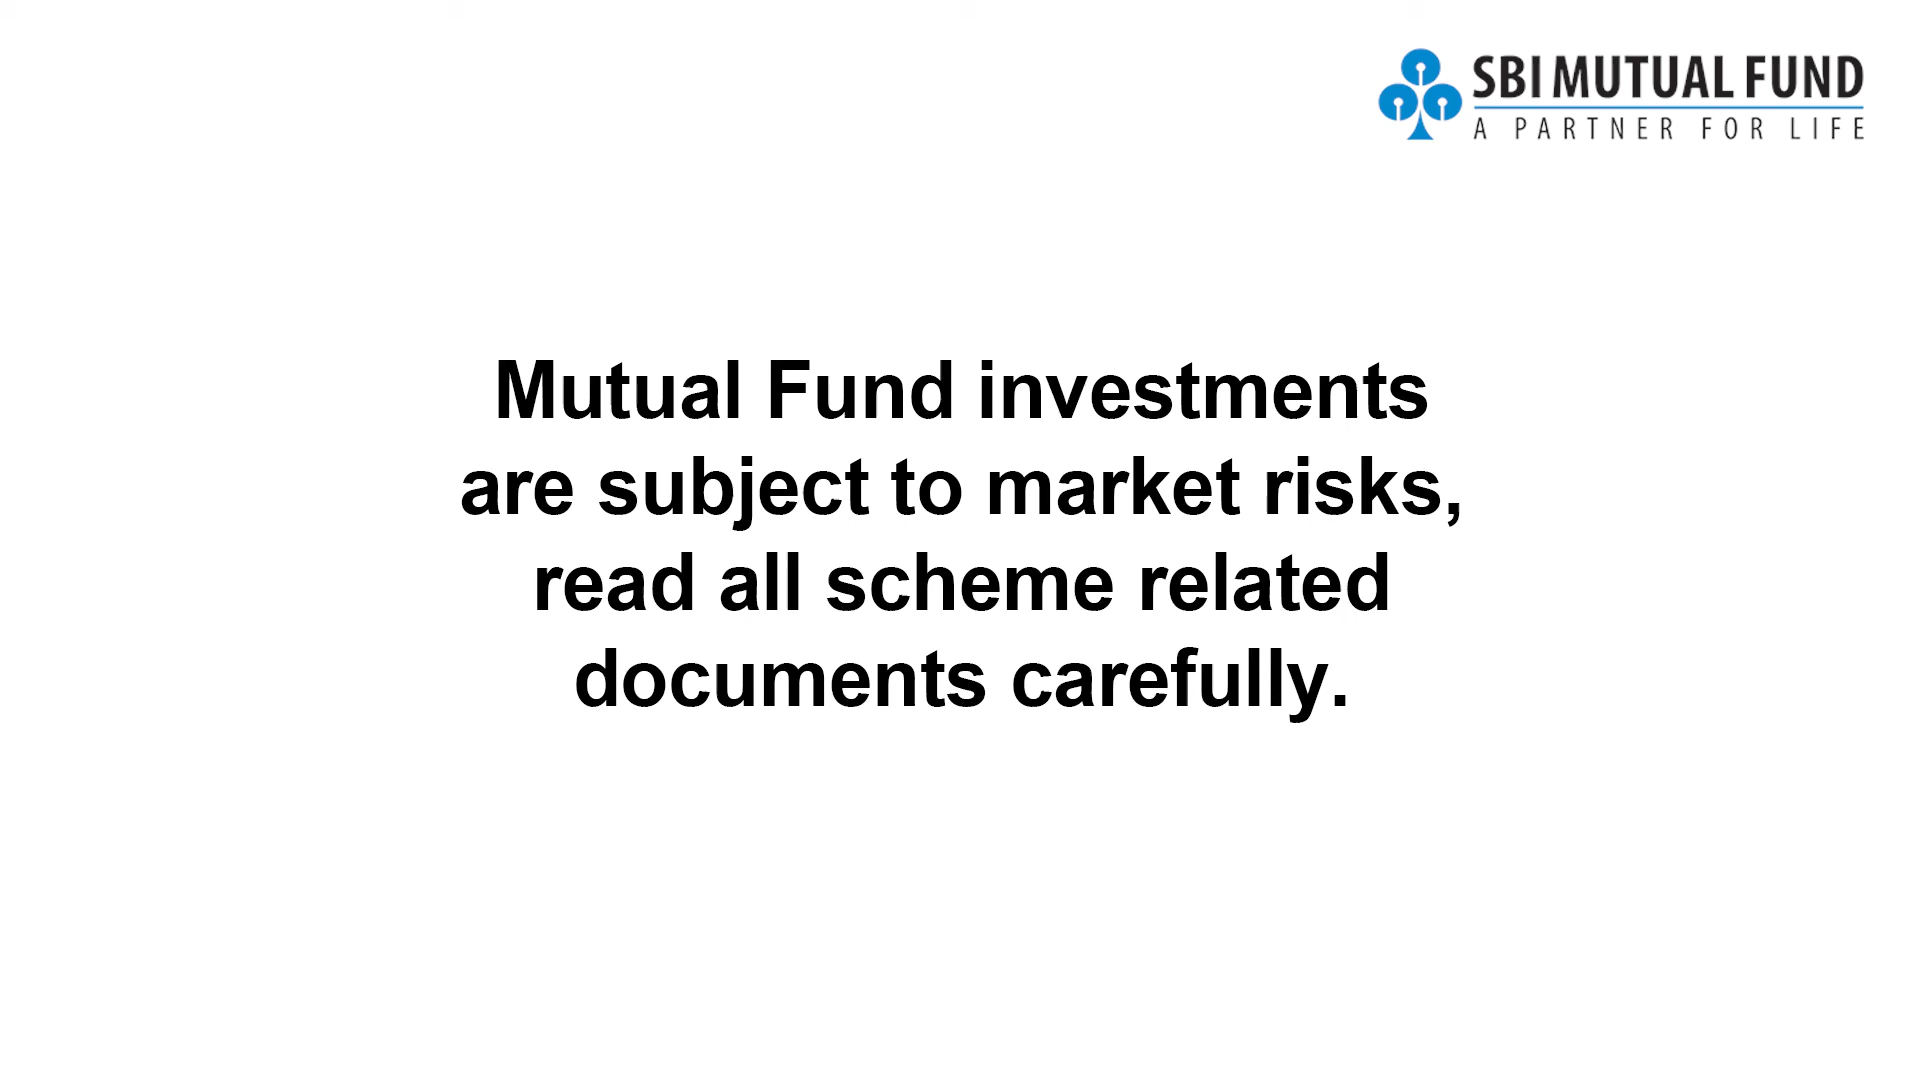 SBI MUTUAL FUND
A PARTNER FOR LIFE
Mutual Fund investments
are subject to market risks,
read all scheme related
documents carefully.